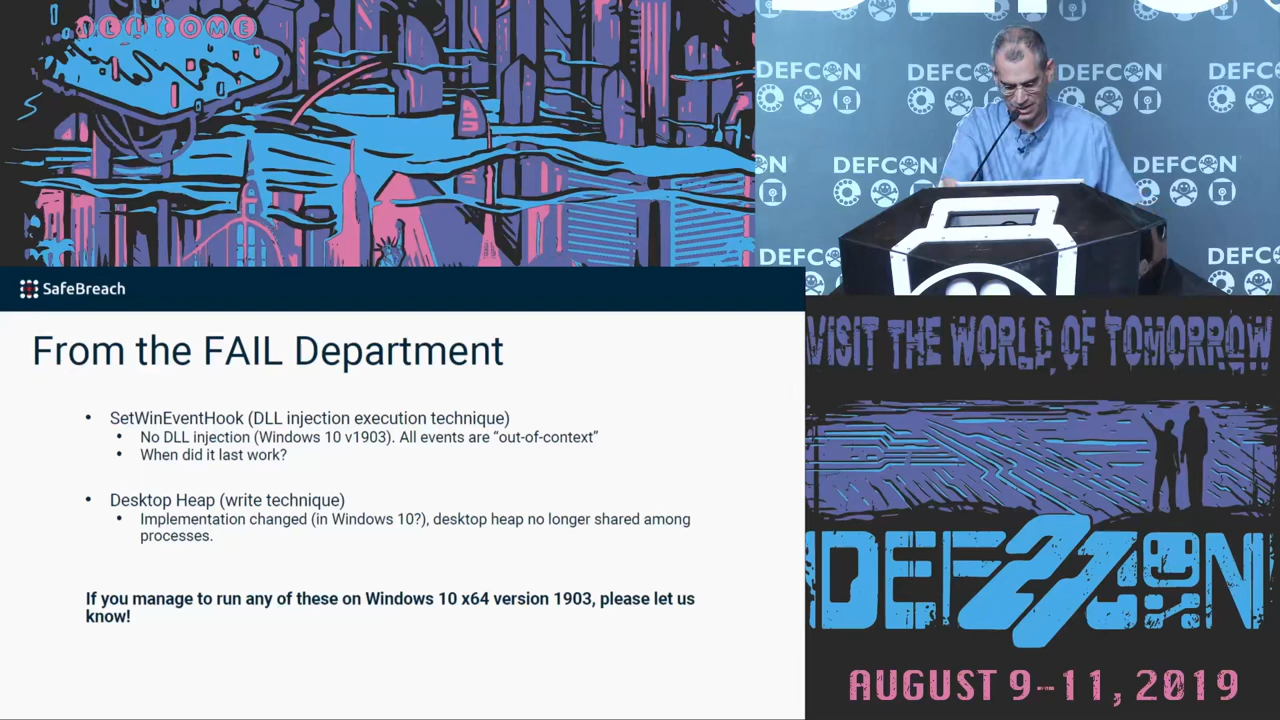 WELCOME
DEFCON DEFCON DEFCON DEFCON
DEFCON DEFCON
DEFCON
SafeBreach
From the FAIL Department
• SetWinEventHook (DLL injection execution technique)
• No DLL injection (Windows 10 v1903). All events are “out-of-context”
• When did it last work?
• Desktop Heap (write technique)
• Implementation changed (in Windows 10?), desktop heap no longer shared among
processes.
If you manage to run any of these on Windows 10 x64 version 1903, please let us
know!
VISIT THE WORLD OF TOMORROW
DEF27CON
AUGUST 9-11, 2019